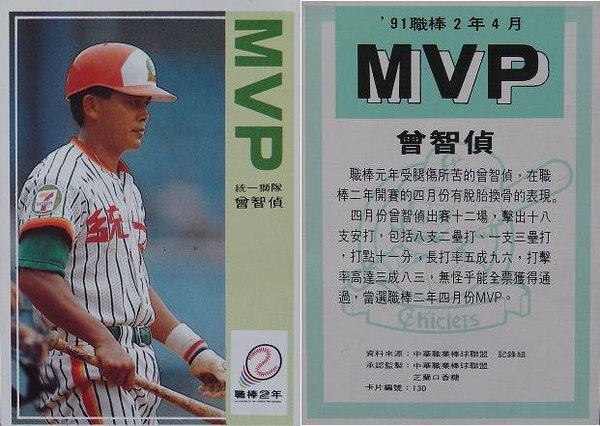 MVP
統一獅隊
曾智偵
統一
職棒2年
'91職棒2年4月
MVP
曾智偵
職棒元年受腿傷所苦的曾智偵，在職
棒二年開賽的四月份有脫胎換骨的表現。
四月份曾智偵出賽十二場，擊出十八
支安打，包括八支二壘打、一支三壘打
，打點十一分，長打率五成九六，打擊
率高達三成八三，無怪乎能全票獲得通
過，當選職棒二年四月份MVP。
Chiclets
資料來源：中華職業棒球聯盟 記錄組
承認監製：中華職業棒球聯盟
芝蘭口香糖
卡片編號：130